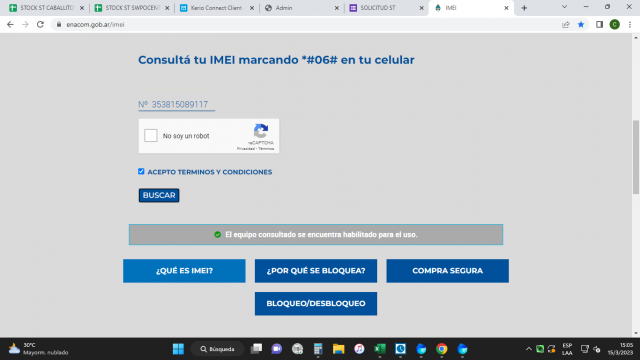 STOCK ST CABALLITO
STOCK ST SWPOCENT
Kerio Connect Client
Admin
SOLICITUD ST
IMEI
enacom.gob.ar/imei
C
Consultá tu IMEI marcando *#06# en tu celular
Nº 353815089117
No soy un robot
reCAPTCHA
Privacidad - Términos
ACEPTO TERMINOS Y CONDICIONES
BUSCAR
El equipo consultado se encuentra habilitado para el uso.
¿QUÉ ES IMEI?
¿POR QUÉ SE BLOQUEA?
COMPRA SEGURA
BLOQUEO/DESBLOQUEO
30°C
Mayorm. nublado
Búsqueda
ESP
LAA
15:05
15/3/2023